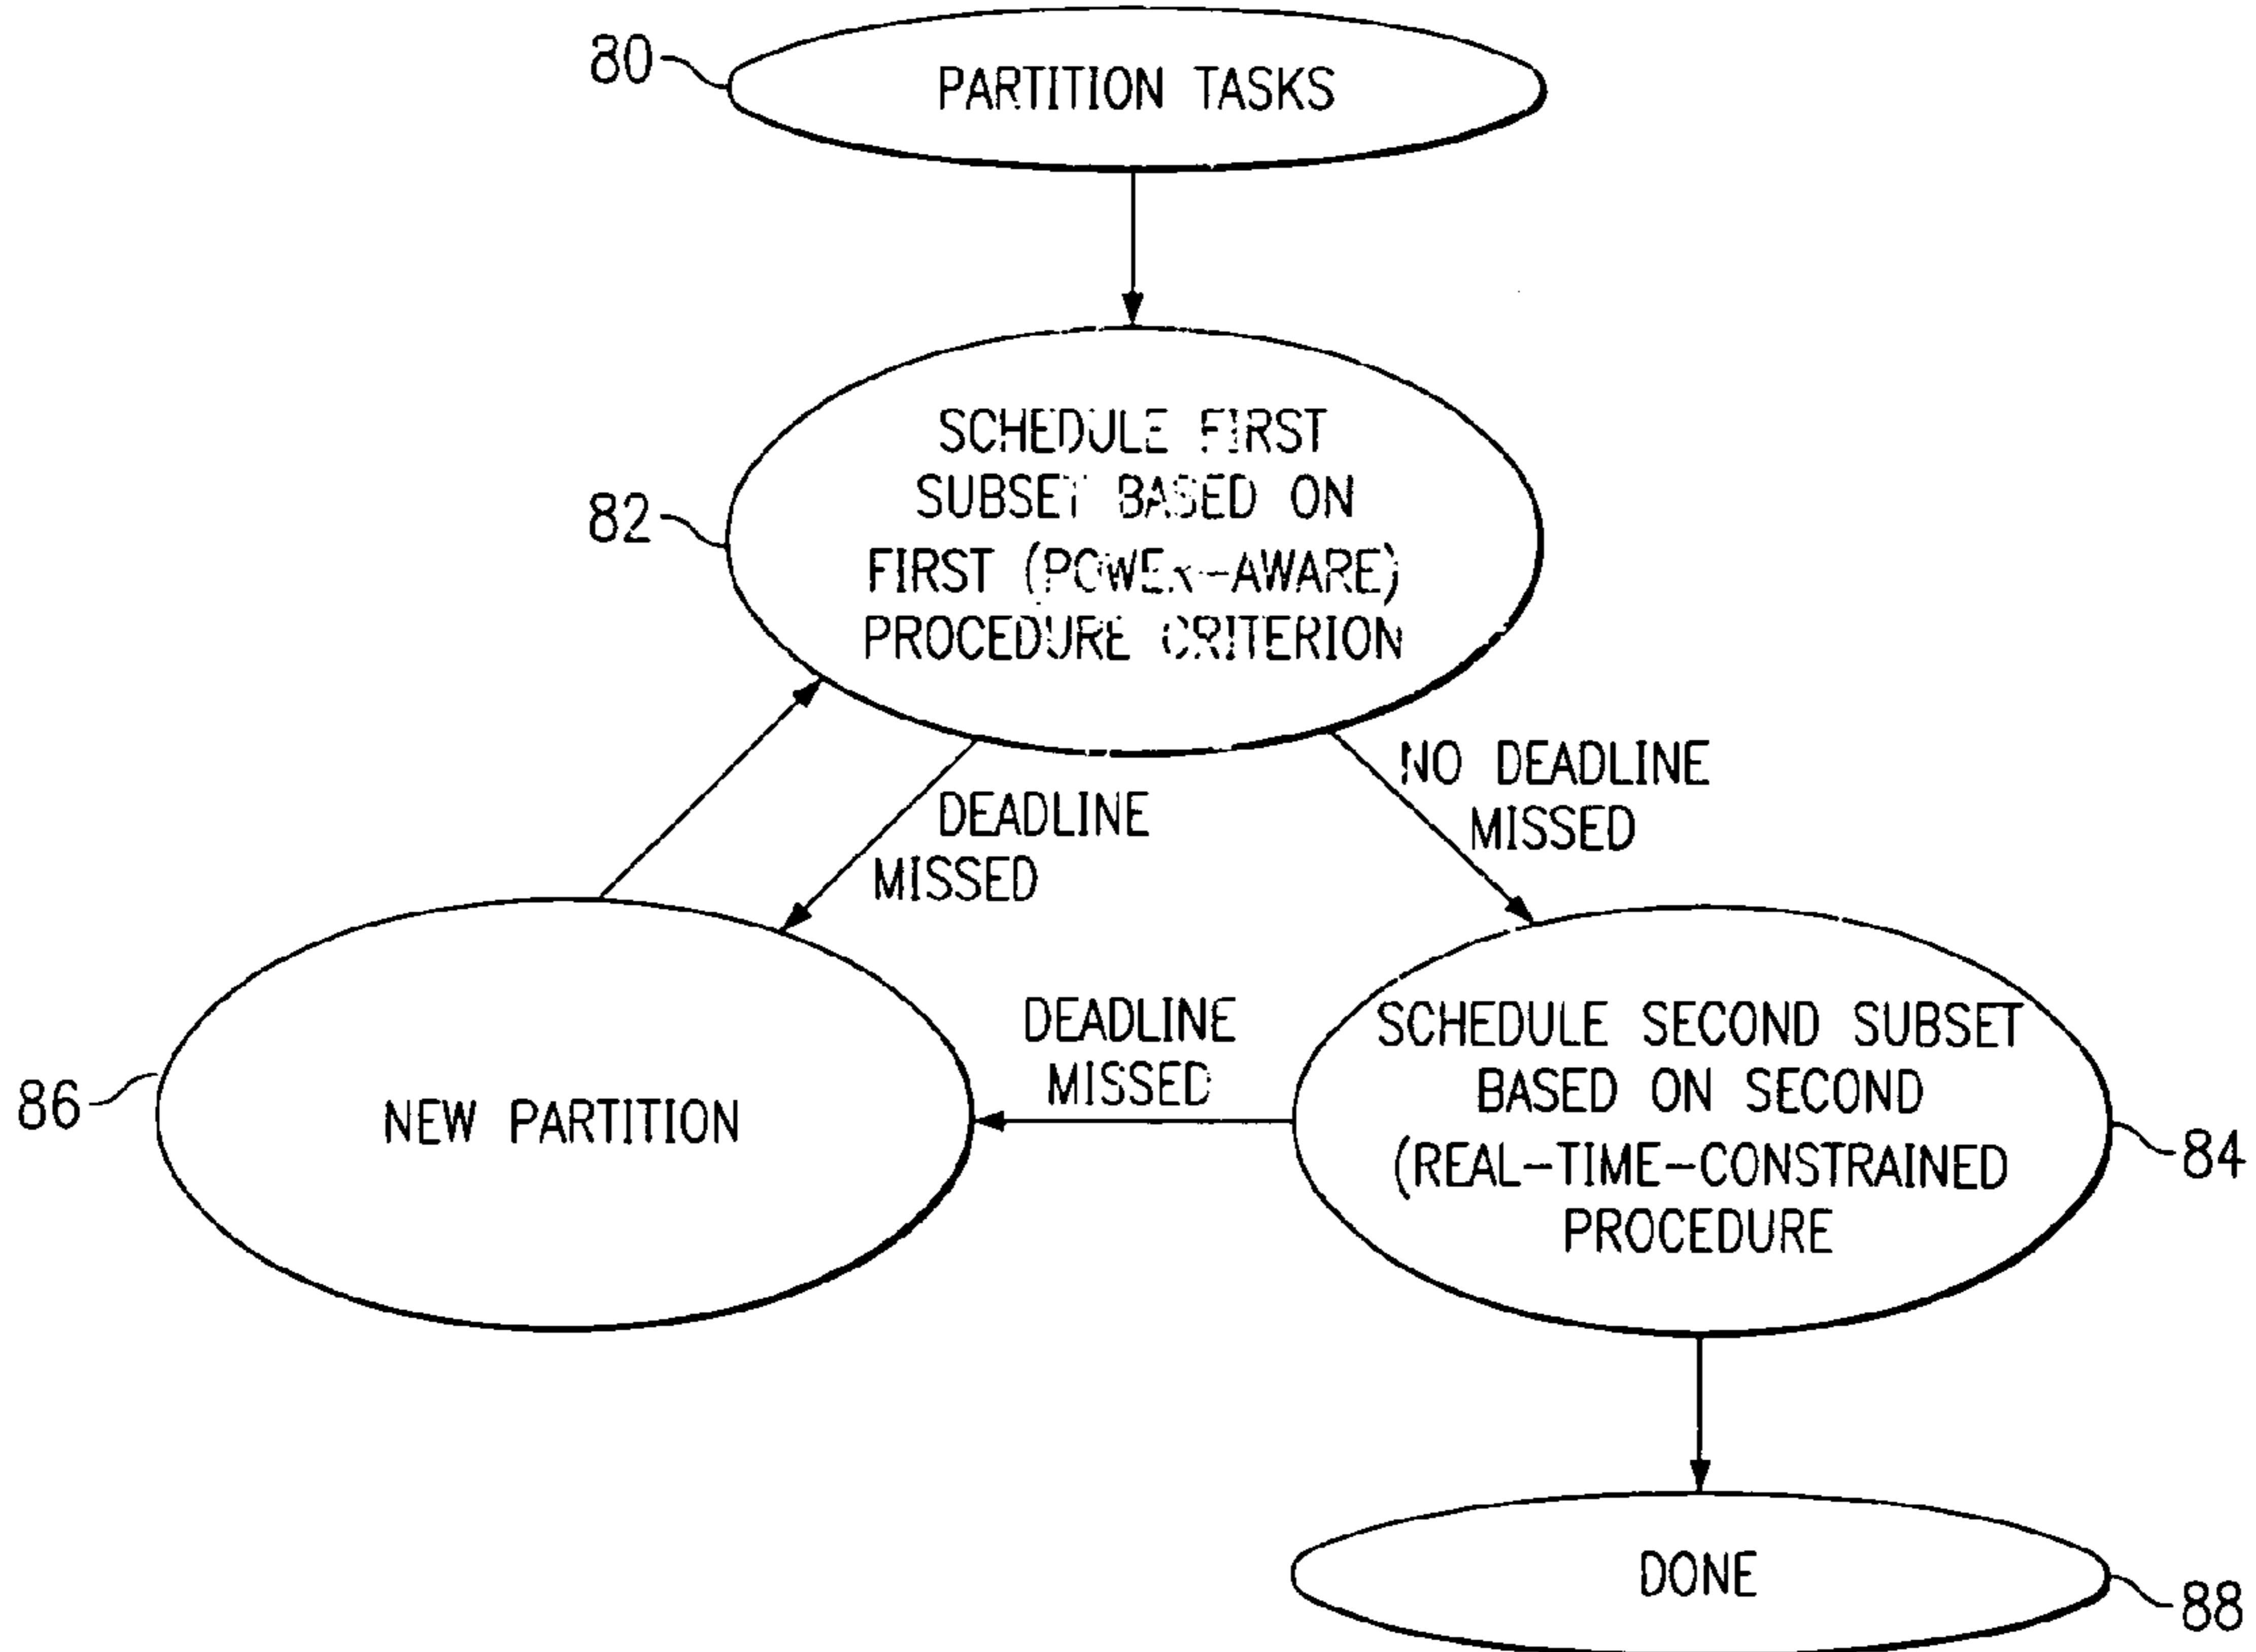 80
PARTITION TASKS
SCHEDULE FIRST
SUBSET BASED ON
FIRST (POWER-AWARE)
PROCEDURE CRITERION
82
NO DEADLINE
MISSED
DEADLINE
MISSED
DEADLINE
MISSED
SCHEDULE SECOND SUBSET
BASED ON SECOND
(REAL-TIME-CONSTRAINED
PROCEDURE
84
86
NEW PARTITION
DONE
88